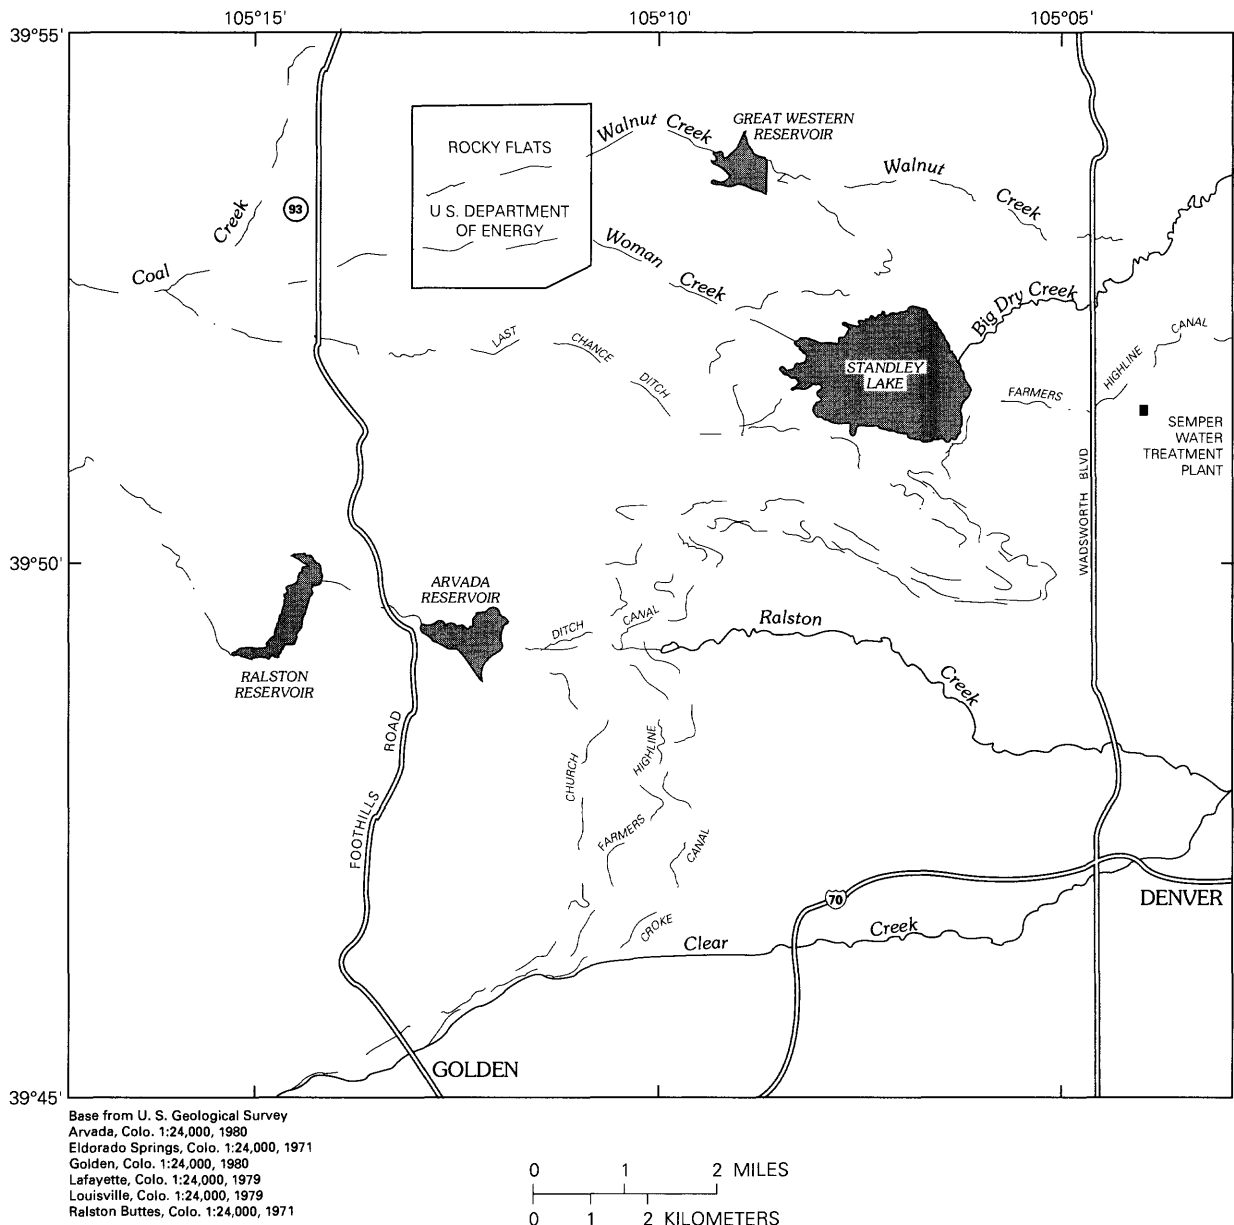 105°15'
105°10'
105°05'
39°55'
GREAT WESTERN
RESERVOIR
Walnut Creek
ROCKY FLATS
U.S. DEPARTMENT
OF ENERGY
Walnut
Creek
93
Coal
Creek
Woman
Creek
Big Dry Creek
LAST
CHANCE
DITCH
STANDLEY
LAKE
FARMERS
HIGHLINE
CANAL
SEMPER
WATER
TREATMENT
PLANT
WADSWORTH BLVD
39°50'
ARVADA
RESERVOIR
DITCH
CANAL
Ralston
Creek
RALSTON
RESERVOIR
FOOTHILLS
ROAD
CHURCH
HIGHLINE
FARMERS
CANAL
CROKE
Clear
Creek
70
DENVER
GOLDEN
39°45'
Base from U. S. Geological Survey
Arvada, Colo. 1:24,000, 1980
Eldorado Springs, Colo. 1:24,000, 1971
Golden, Colo. 1:24,000, 1980
Lafayette, Colo. 1:24,000, 1979
Louisville, Colo. 1:24,000, 1979
Ralston Buttes, Colo. 1:24,000, 1971
0 1 2 MILES
0 1 2 KILOMETERS